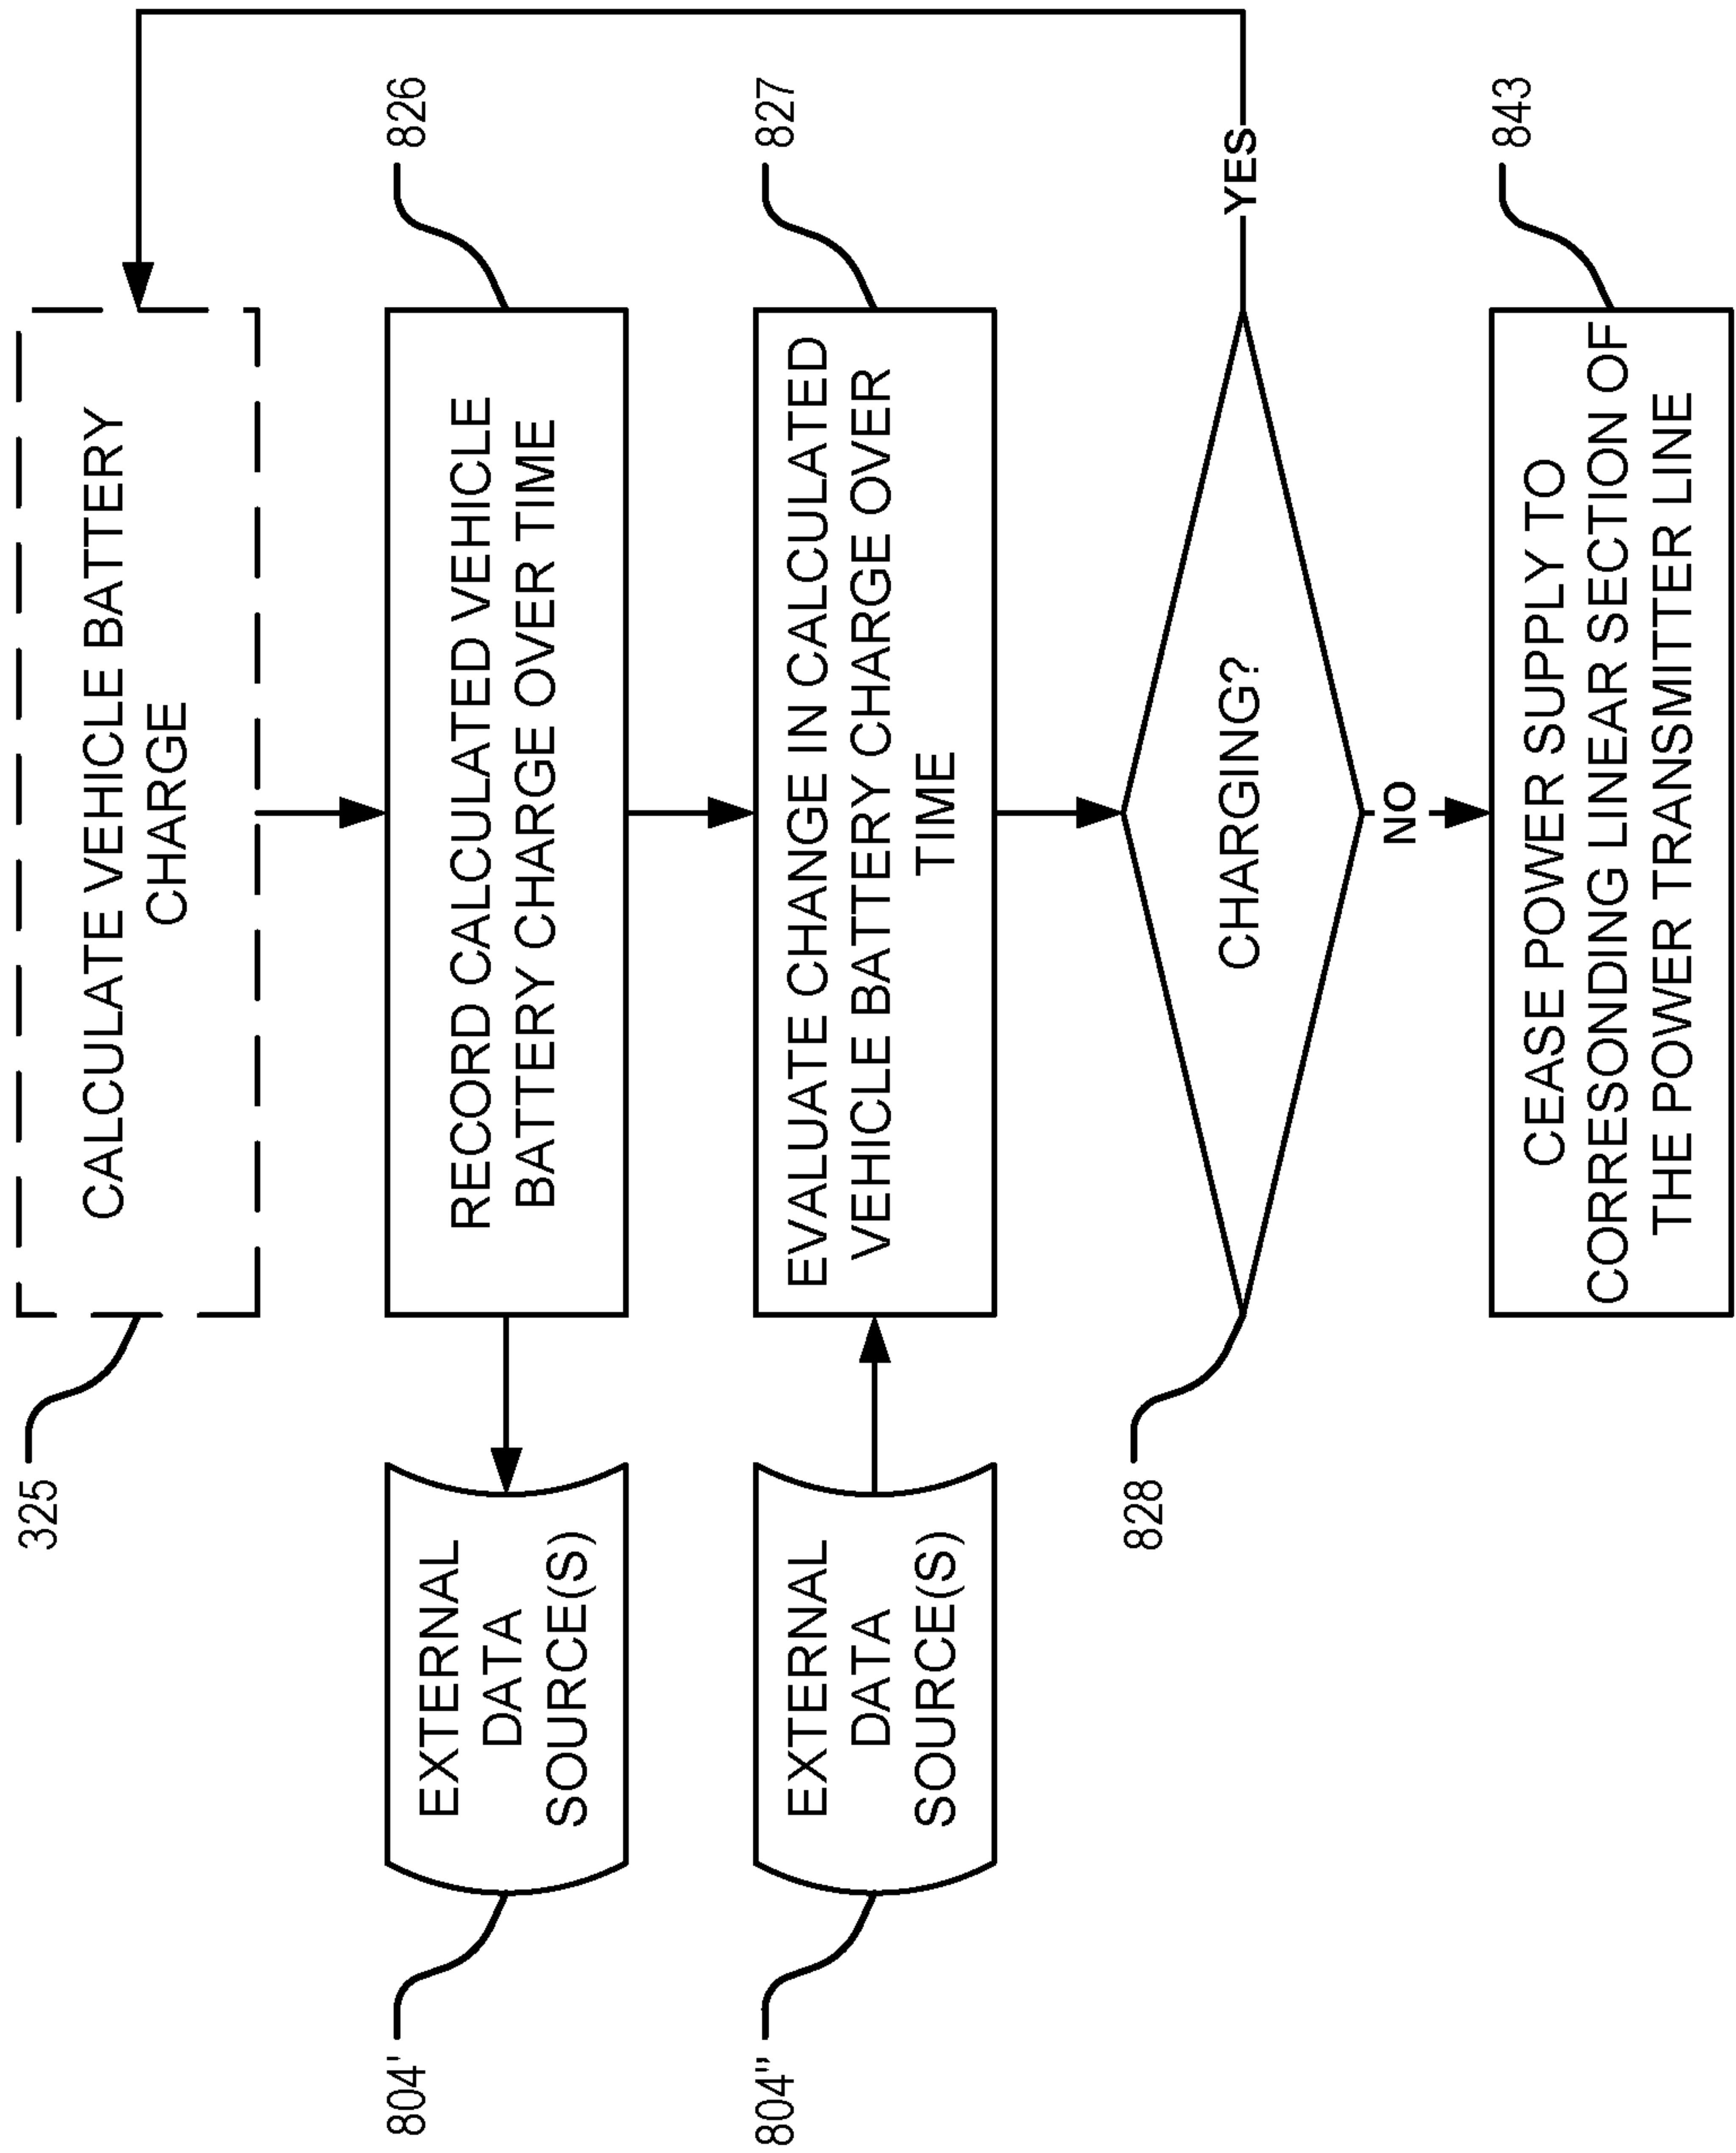 325
CALCULATE VEHICLE BATTERY
CHARGE
804'
EXTERNAL
DATA
SOURCE(S)
RECORD CALCULATED VEHICLE
BATTERY CHARGE OVER TIME
826
804"
EXTERNAL
DATA
SOURCE(S)
EVALUATE CHANGE IN CALCULATED
VEHICLE BATTERY CHARGE OVER
TIME
827
828
CHARGING?
YES
NO
CEASE POWER SUPPLY TO
CORRESONDING LINEAR SECTION OF
THE POWER TRANSMITTER LINE
843